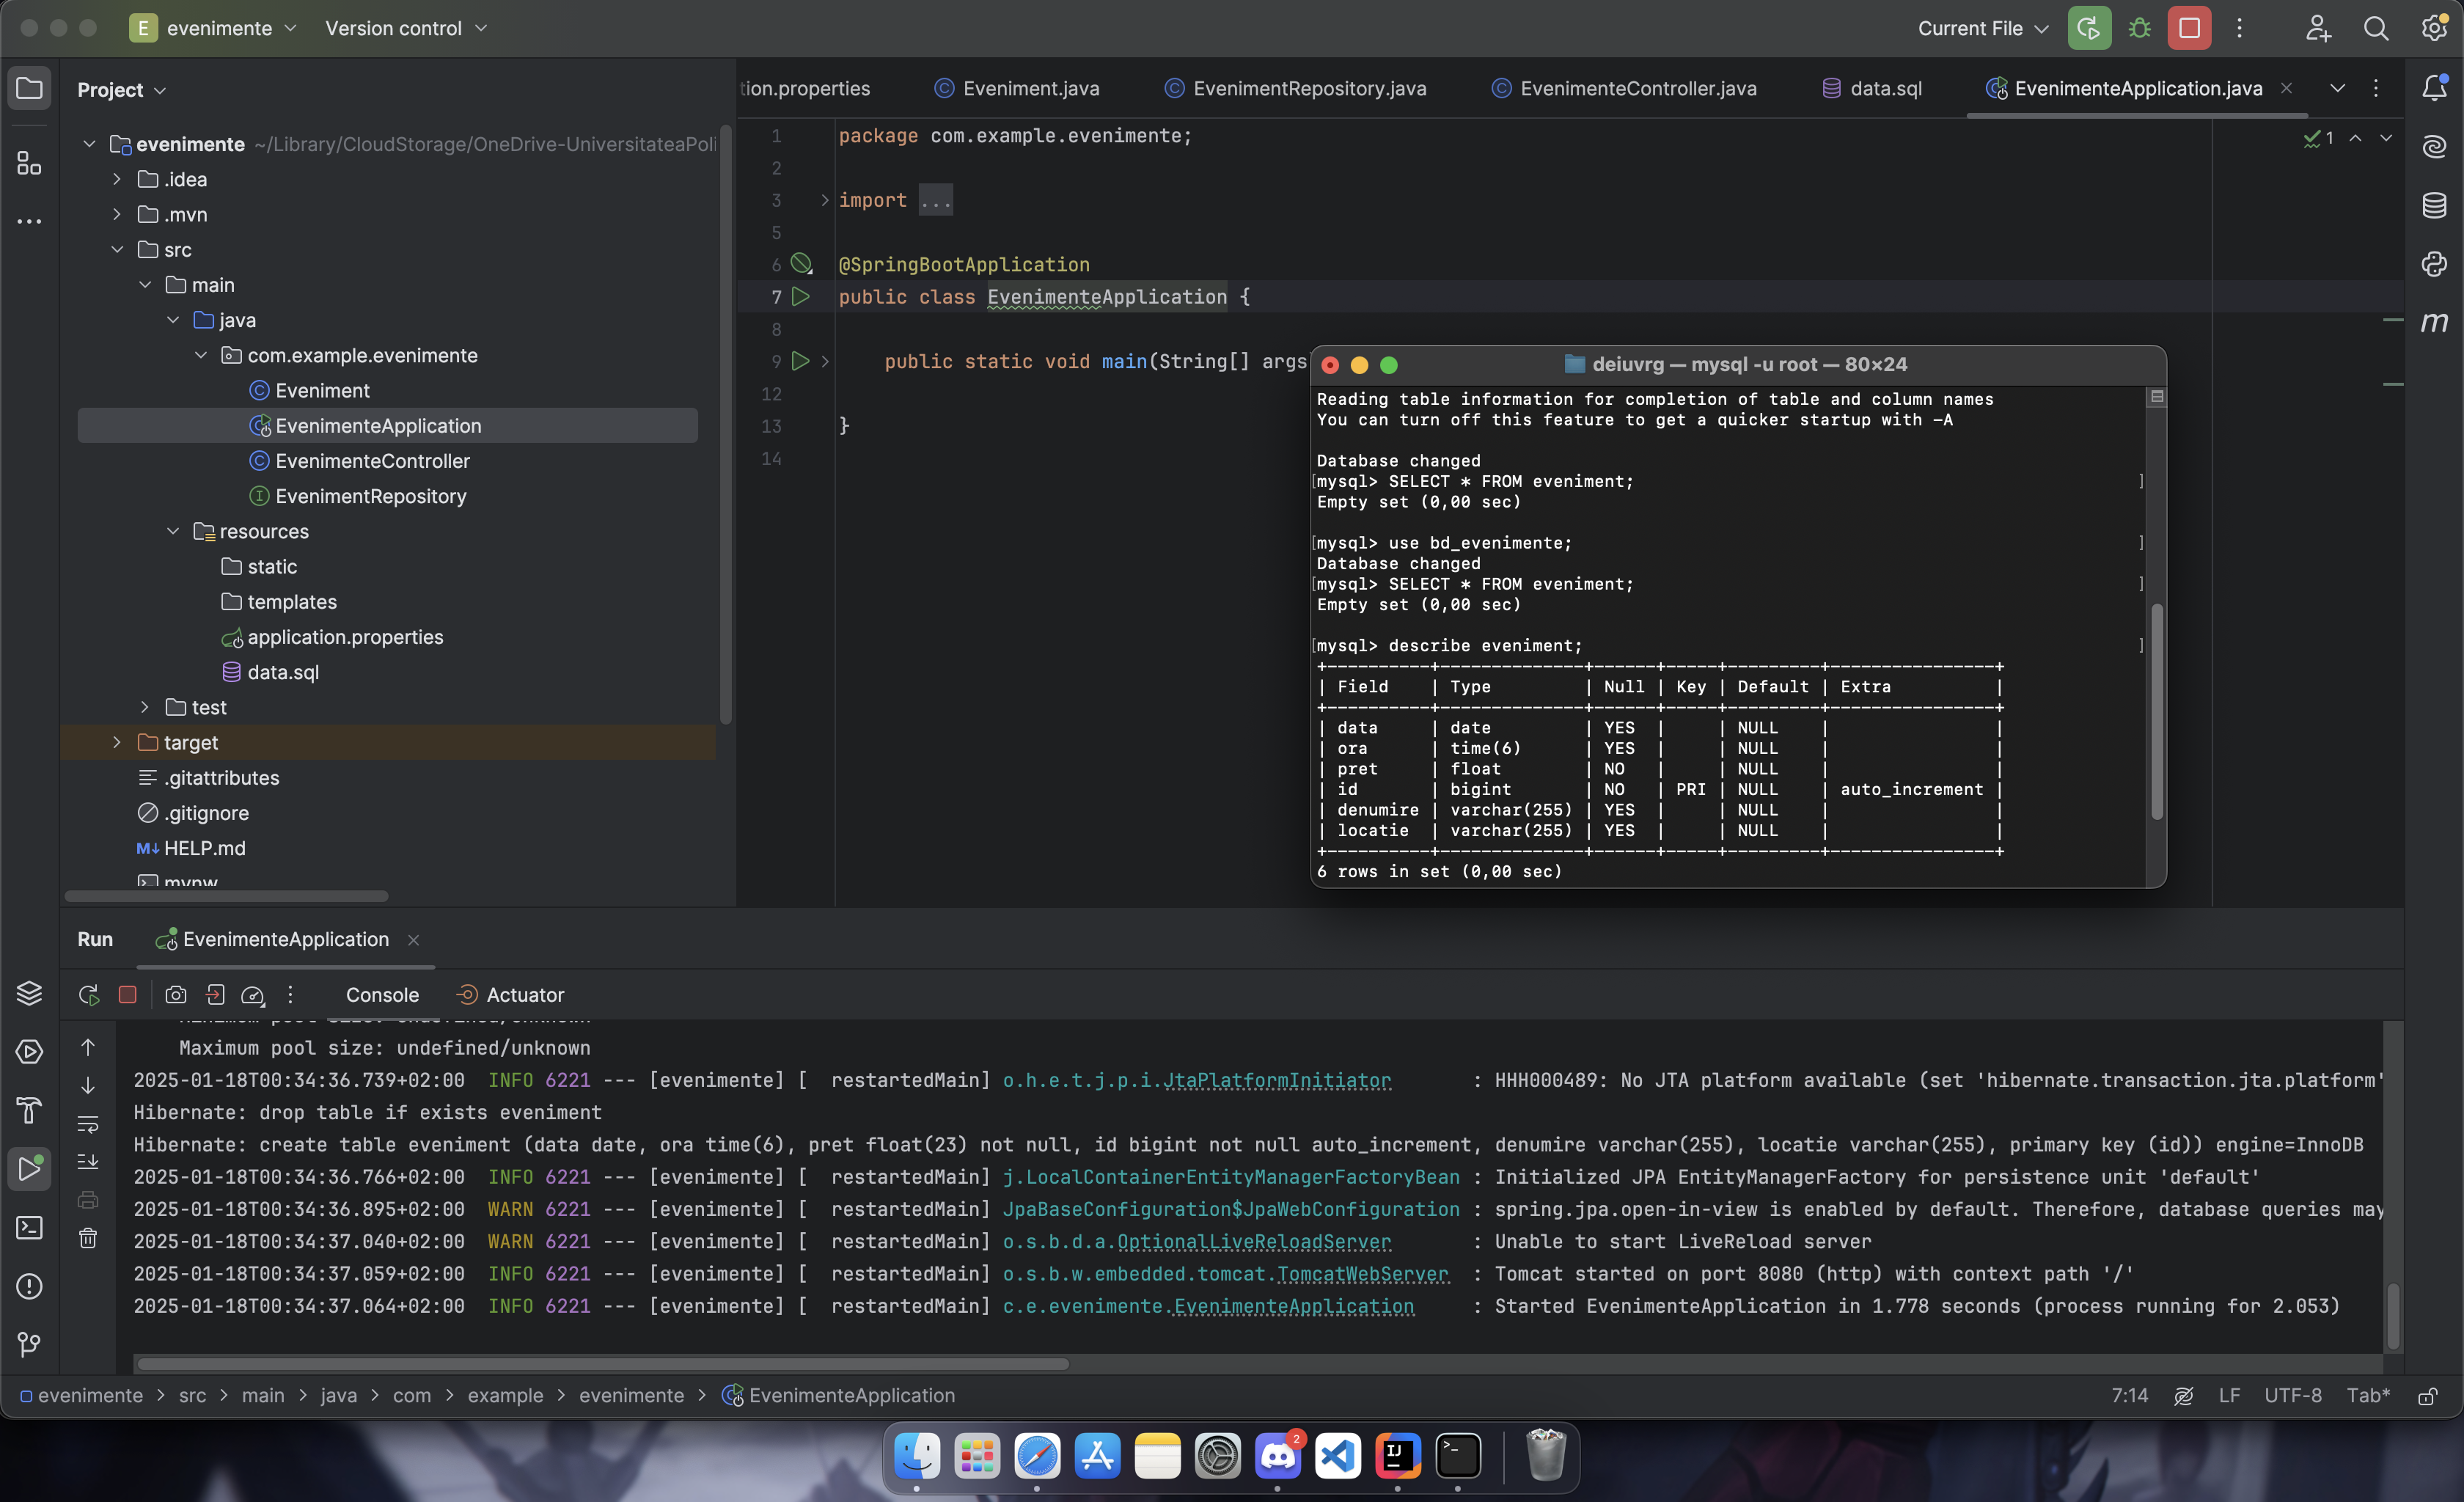 E evenimente
Version control
Current File
Project
tion.properties
Eveniment.java
EvenimentRepository.java
EvenimenteController.java
data.sql
EvenimenteApplication.java
evenimente ~/Library/CloudStorage/OneDrive-UniversitateaPoli
.idea
.mvn
src
main
java
com.example.evenimente
Eveniment
EvenimenteApplication
EvenimenteController
EvenimentRepository
resources
static
templates
application.properties
data.sql
test
target
.gitattributes
.gitignore
M↓ HELP.md
mvnw
1 package com.example.evenimente;
2
3 import ...
5
6 @SpringBootApplication
7 public class EvenimenteApplication {
8
9 public static void main(String[] args
12
13 }
14
1
m
deiuvrg — mysql -u root — 80×24
Reading table information for completion of table and column names
You can turn off this feature to get a quicker startup with -A
Database changed
[mysql> SELECT * FROM eveniment; ]
Empty set (0,00 sec)
[mysql> use bd_evenimente; ]
Database changed
[mysql> SELECT * FROM eveniment; ]
Empty set (0,00 sec)
[mysql> describe eveniment; ]
+----------+--------------+------+-----+---------+----------------+
| Field    | Type         | Null | Key | Default | Extra          |
+----------+--------------+------+-----+---------+----------------+
| data     | date         | YES  |     | NULL    |                |
| ora      | time(6)      | YES  |     | NULL    |                |
| pret     | float        | NO   |     | NULL    |                |
| id       | bigint       | NO   | PRI | NULL    | auto_increment |
| denumire | varchar(255) | YES  |     | NULL    |                |
| locatie  | varchar(255) | YES  |     | NULL    |                |
+----------+--------------+------+-----+---------+----------------+
6 rows in set (0,00 sec)
Run
EvenimenteApplication
Console
Actuator
Minimum pool size: undefined/unknown
Maximum pool size: undefined/unknown
2025-01-18T00:34:36.739+02:00 INFO 6221 --- [evenimente] [ restartedMain] o.h.e.t.j.p.i.JtaPlatformInitiator : HHH000489: No JTA platform available (set 'hibernate.transaction.jta.platform'
Hibernate: drop table if exists eveniment
Hibernate: create table eveniment (data date, ora time(6), pret float(23) not null, id bigint not null auto_increment, denumire varchar(255), locatie varchar(255), primary key (id)) engine=InnoDB
2025-01-18T00:34:36.766+02:00 INFO 6221 --- [evenimente] [ restartedMain] j.LocalContainerEntityManagerFactoryBean : Initialized JPA EntityManagerFactory for persistence unit 'default'
2025-01-18T00:34:36.895+02:00 WARN 6221 --- [evenimente] [ restartedMain] JpaBaseConfiguration$JpaWebConfiguration : spring.jpa.open-in-view is enabled by default. Therefore, database queries may
2025-01-18T00:34:37.040+02:00 WARN 6221 --- [evenimente] [ restartedMain] o.s.b.d.a.OptionalLiveReloadServer : Unable to start LiveReload server
2025-01-18T00:34:37.059+02:00 INFO 6221 --- [evenimente] [ restartedMain] o.s.b.w.embedded.tomcat.TomcatWebServer : Tomcat started on port 8080 (http) with context path '/'
2025-01-18T00:34:37.064+02:00 INFO 6221 --- [evenimente] [ restartedMain] c.e.evenimente.EvenimenteApplication : Started EvenimenteApplication in 1.778 seconds (process running for 2.053)
evenimente > src > main > java > com > example > evenimente > EvenimenteApplication
7:14 LF UTF-8 Tab*
2
IJ